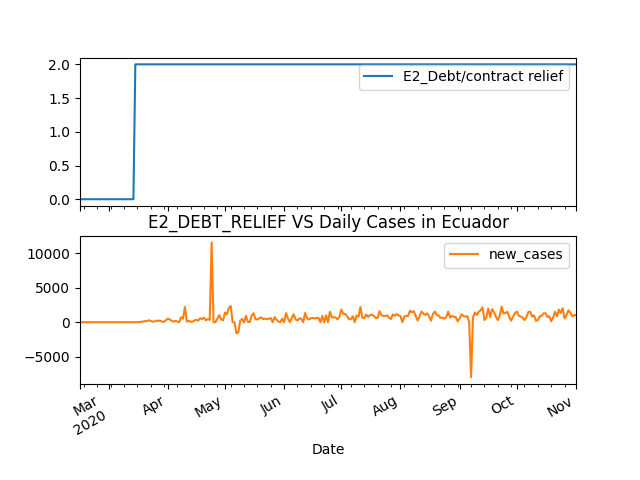 2.0
1.5
1.0
0.5
0.0
E2_Debt/contract relief
E2_DEBT_RELIEF VS Daily Cases in Ecuador
10000
5000
0
−5000
new_cases
Mar
2020
Apr
May
Jun
Jul
Aug
Sep
Oct
Nov
Date